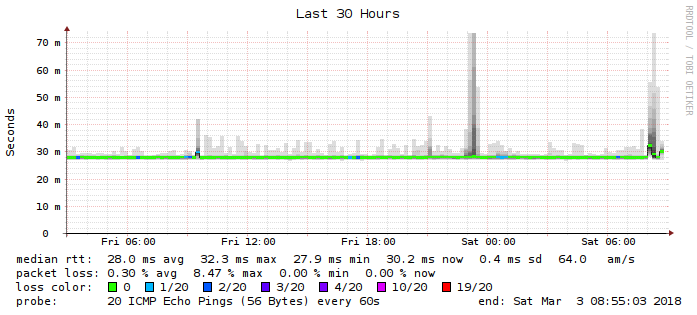 Last 30 Hours
RRDTOOL / TOBI OETIKER
Seconds
70 m
60 m
50 m
40 m
30 m
20 m
10 m
0
Fri 06:00 Fri 12:00 Fri 18:00 Sat 00:00 Sat 06:00
median rtt: 28.0 ms avg 32.3 ms max 27.9 ms min 30.2 ms now 0.4 ms sd 64.0 am/s
packet loss: 0.30 % avg 8.47 % max 0.00 % min 0.00 % now
loss color: 0 1/20 2/20 3/20 4/20 10/20 19/20
probe: 20 ICMP Echo Pings (56 Bytes) every 60s end: Sat Mar 3 08:55:03 2018